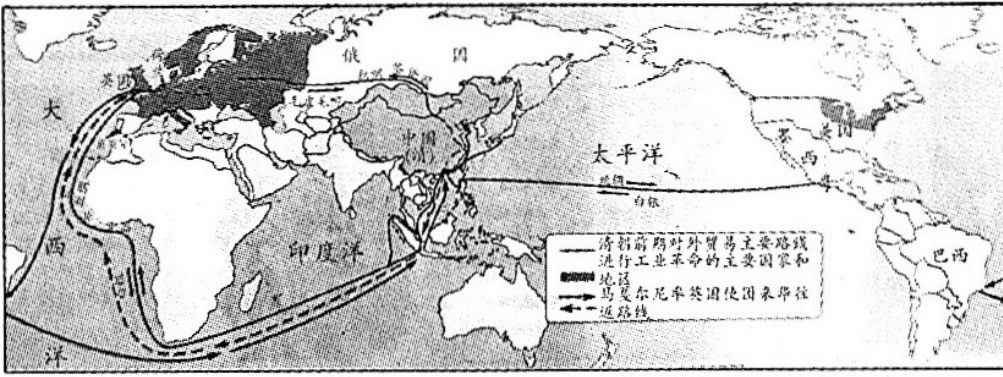 俄 国
英国
大
中国
(清)
太平洋
墨 西
美国
丝绸
白银
西
印度洋
巴西
洋
清朝前期对外贸易主要路线
进行工业革命的主要国家和
地区
马戛尔尼率英国使团来华往
返路线